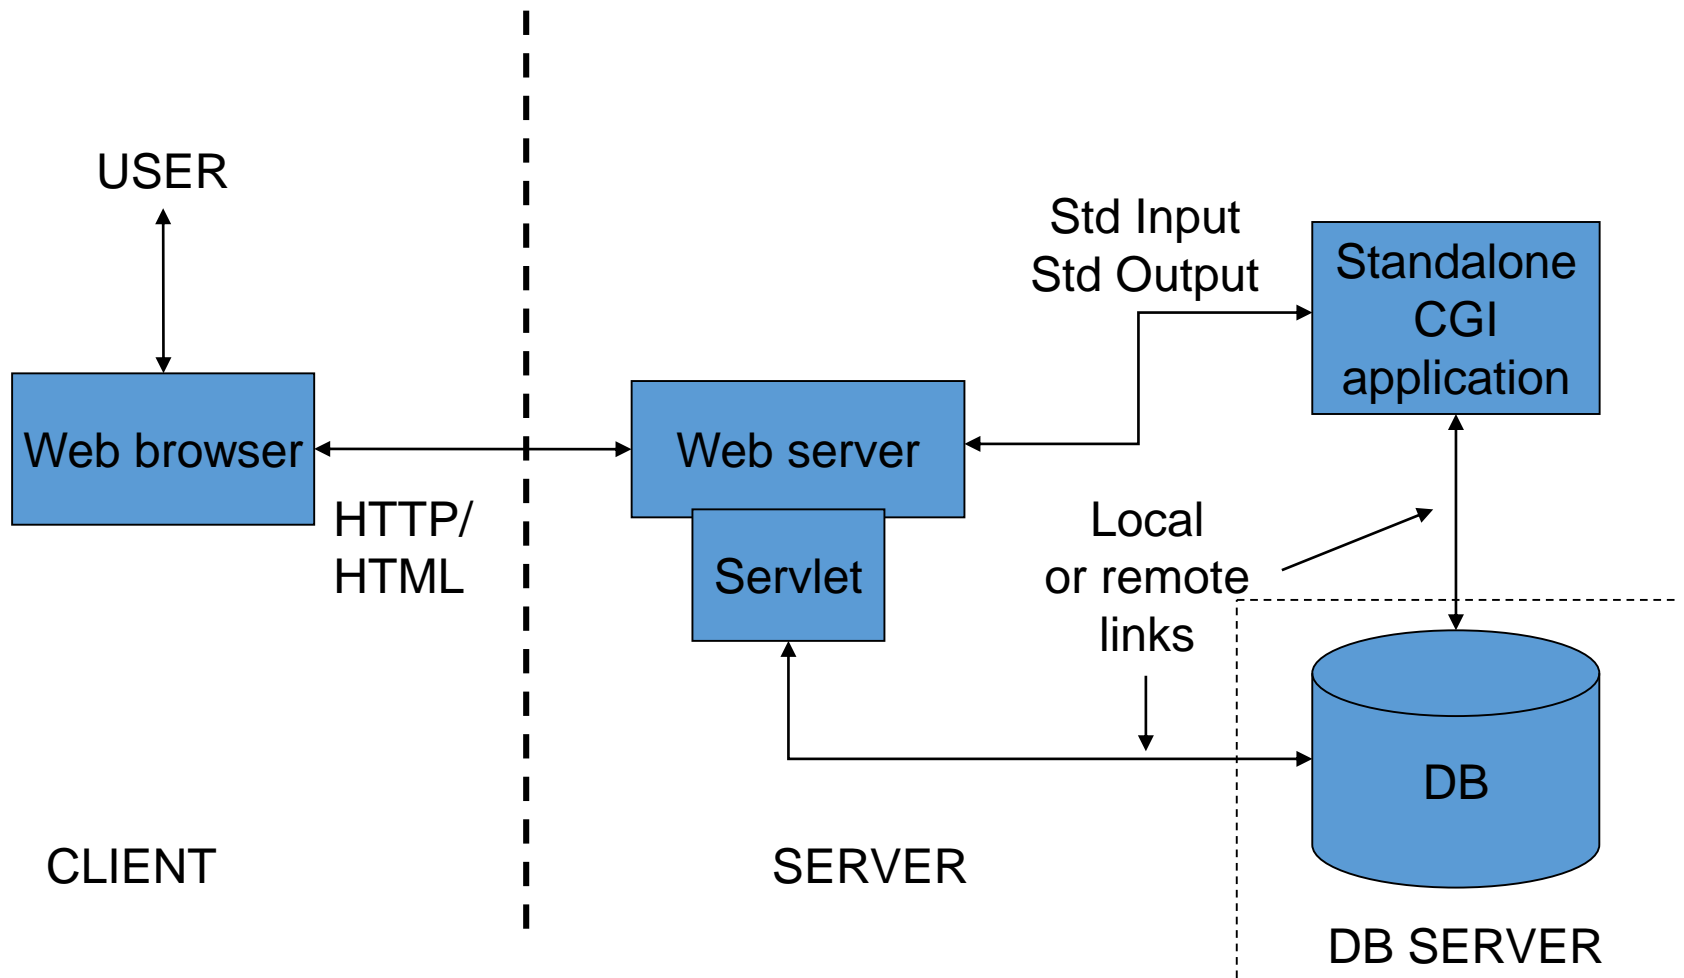 USER
Web browser
HTTP/
HTML
CLIENT
Web server
Servlet
SERVER
Std Input
Std Output
Standalone
CGI
application
Local
or remote
links
DB
DB SERVER